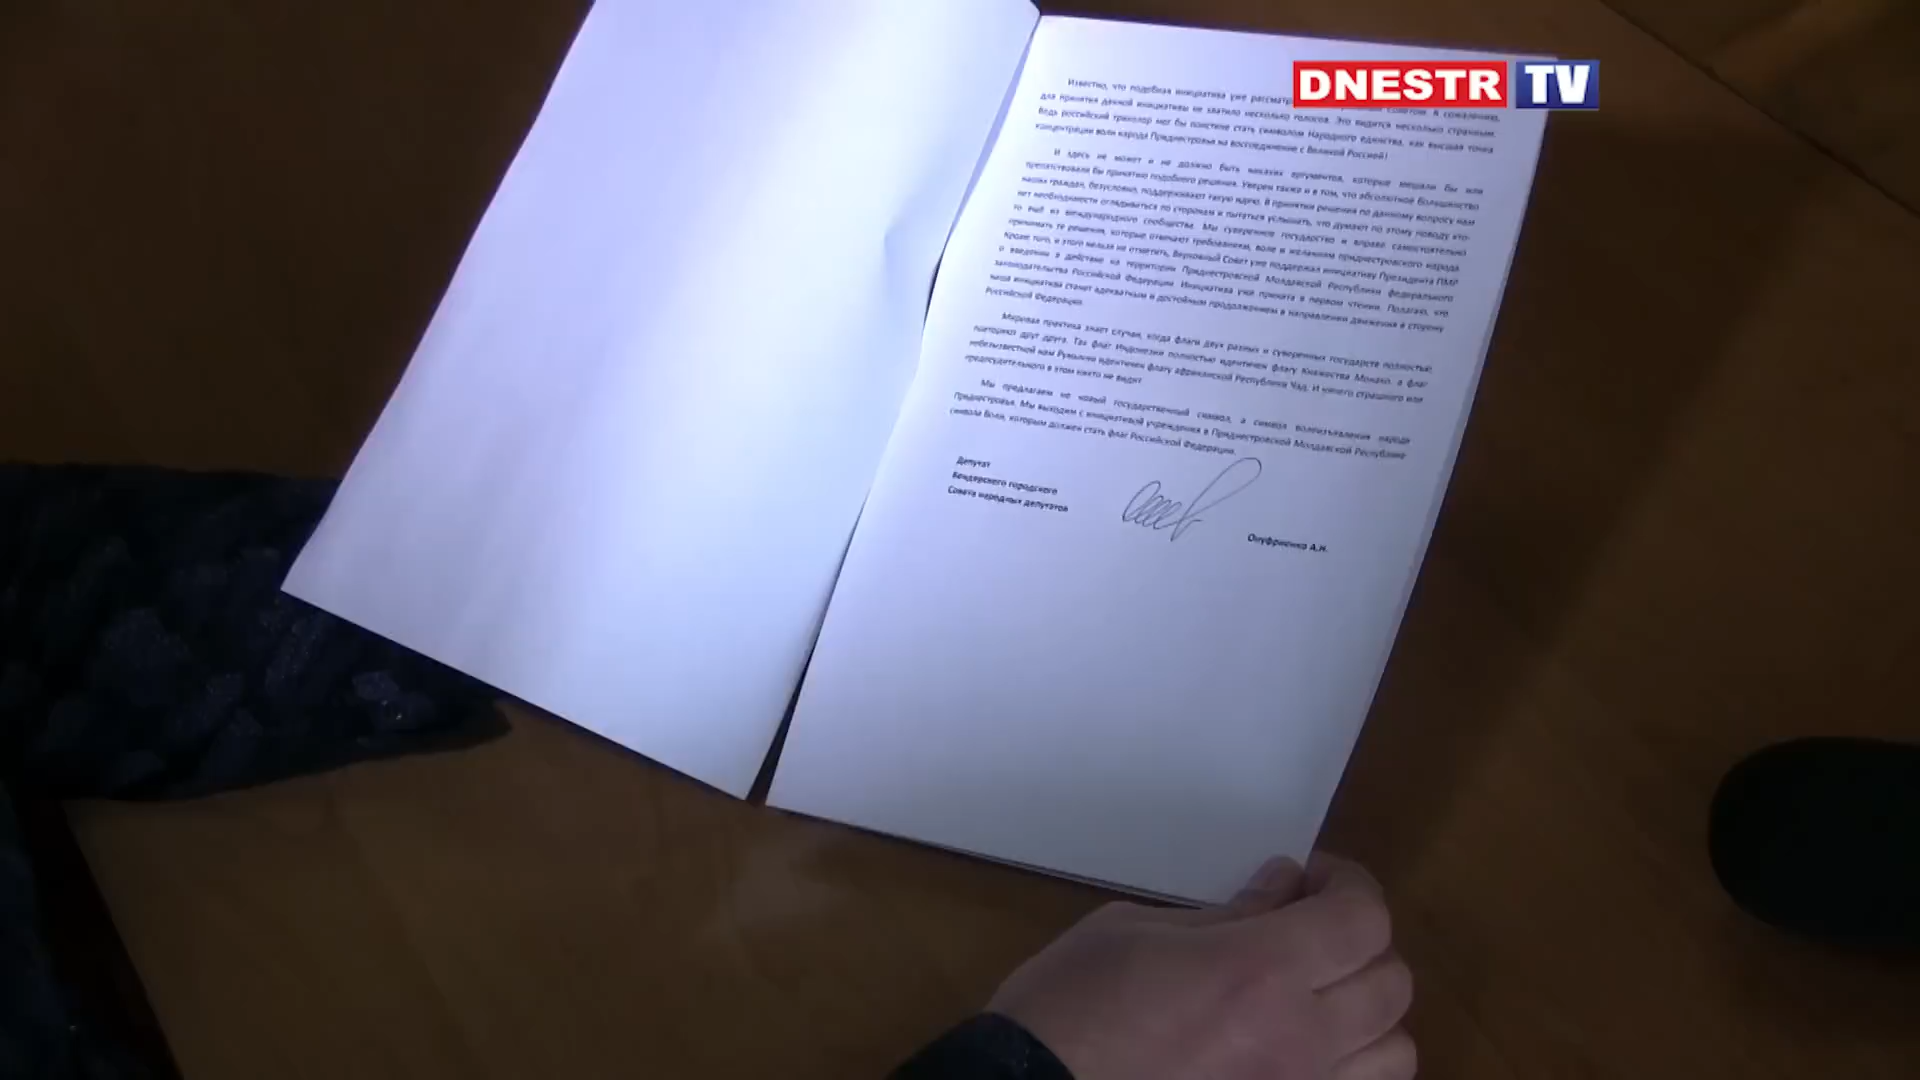 DNESTR TV
Известно, что подобная инициатива уже рассматр Советом. К сожалению,
для принятия данной инициативы не хватило несколько голосов. Это видится несколько странным.
Ведь российский триколор мог бы поистине стать символом Народного единства, как высшая точка
концентрации воли народа Приднестровья на воссоединение с Великой Россией!
И здесь не может и не должно быть никаких аргументов, которые мешали бы или
препятствовали бы принятию подобного решения. Уверен также и в том, что абсолютное большинство
наших граждан, безусловно, поддерживают такую идею. В принятии решения по данному вопросу нам
нет необходимости оглядываться по сторонам и пытаться услышать, что думают по этому поводу кто-
то ещё из международного сообщества. Мы суверенное государство и вправе самостоятельно
принимать те решения, которые отвечают требованиям, воле и желаниям приднестровского народа.
Кроме того, и этого нельзя не отметить, Верховный Совет уже поддержал инициативу Президента ПМР
о введении в действие на территории Приднестровской Молдавской Республики федерального
законодательства Российской Федерации. Инициатива уже принята в первом чтении. Полагаю, что
наша инициатива станет адекватным и достойным продолжением в направлении движения в сторону
Российской Федерации.
Мировая практика знает случаи, когда флаги двух разных и суверенных государств полностью
повторяют друг друга. Так флаг Индонезии полностью идентичен флагу Княжества Монако, а флаг
небезызвестной нам Румынии идентичен флагу африканской Республики Чад. И ничего страшного или
предосудительного в этом никто не видит.
Мы предлагаем не новый государственный символ, а символ волеизъявления народа
Приднестровья. Мы выходим с инициативой учреждения в Приднестровской Молдавской Республике
символа Воли, которым должен стать флаг Российской Федерации.
Депутат
Бендерского городского
Совета народных депутатов
Онуфриенко А.Н.